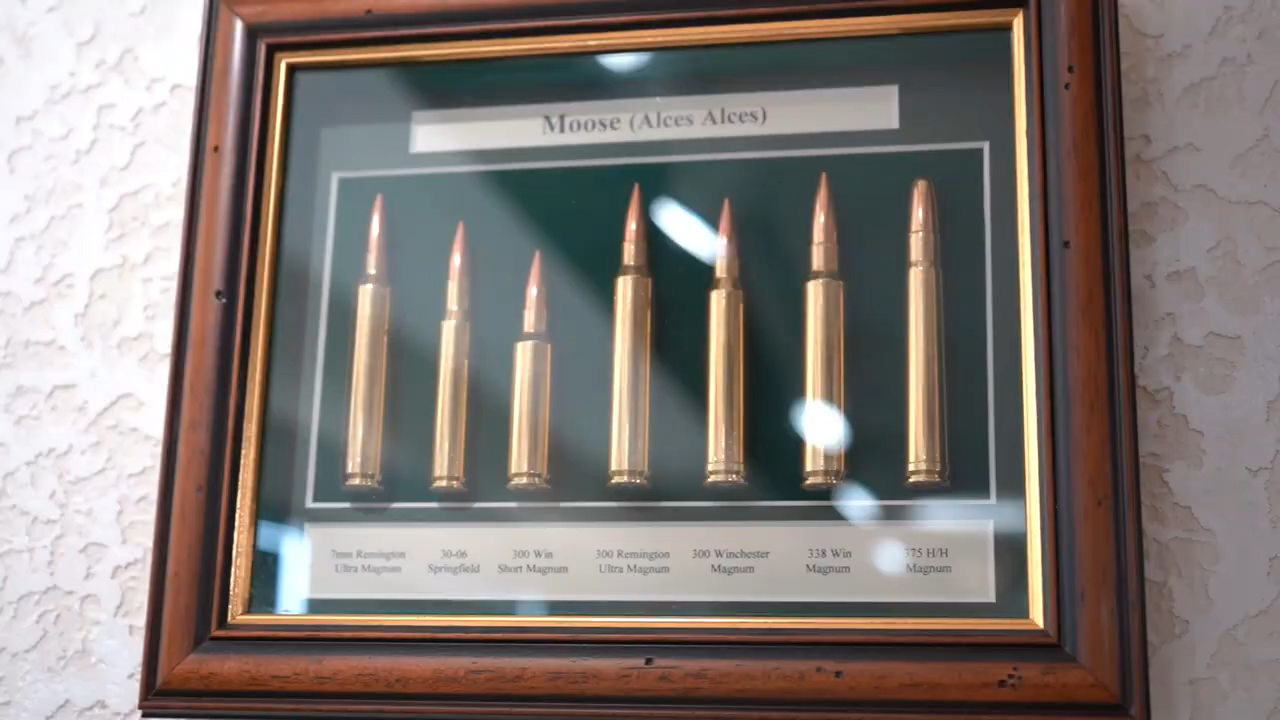 Moose (Alces Alces)
7mm Remington
Ultra Magnum
30-06
Springfield
300 Win
Short Magnum
300 Remington
Ultra Magnum
300 Winchester
Magnum
338 Win
Magnum
375 H/H
Magnum